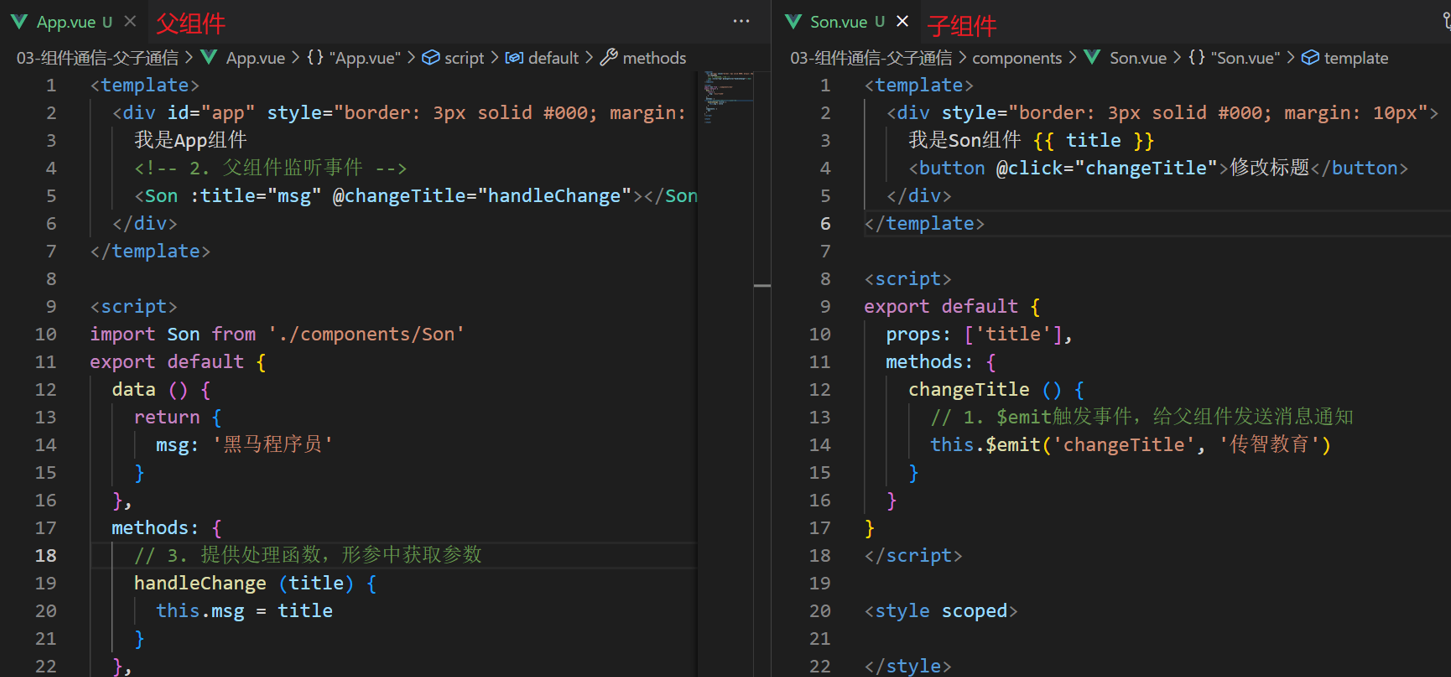 App.vue U 父组件
03-组件通信-父子通信 > App.vue > {} "App.vue" > script > default > methods
1 <template>
2 <div id="app" style="border: 3px solid #000; margin:
3 我是App组件
4 <!-- 2. 父组件监听事件 -->
5 <Son :title="msg" @changeTitle="handleChange"></Son
6 </div>
7 </template>
8
9 <script>
10 import Son from './components/Son'
11 export default {
12 data () {
13 return {
14 msg: '黑马程序员'
15 }
16 },
17 methods: {
18 // 3. 提供处理函数，形参中获取参数
19 handleChange (title) {
20 this.msg = title
21 }
22 },
Son.vue U 子组件
03-组件通信-父子通信 > components > Son.vue > {} "Son.vue" > template
1 <template>
2 <div style="border: 3px solid #000; margin: 10px">
3 我是Son组件 {{ title }}
4 <button @click="changeTitle">修改标题</button>
5 </div>
6 </template>
7
8 <script>
9 export default {
10 props: ['title'],
11 methods: {
12 changeTitle () {
13 // 1. $emit触发事件，给父组件发送消息通知
14 this.$emit('changeTitle', '传智教育')
15 }
16 }
17 }
18 </script>
19
20 <style scoped>
21
22 </style>